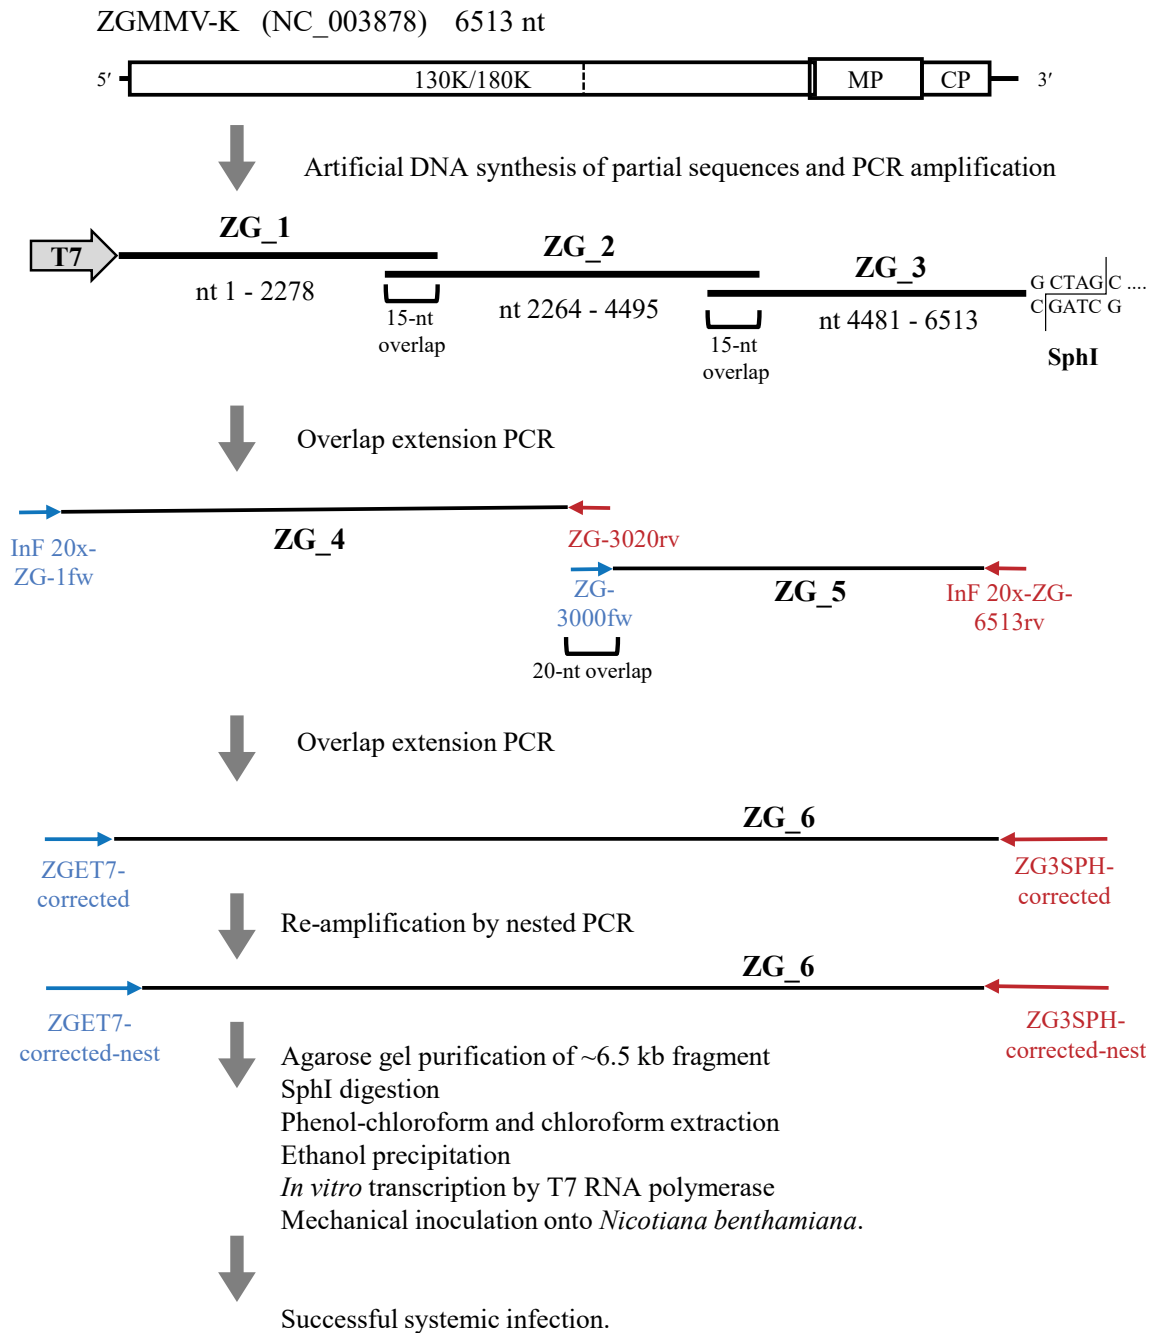 ZGMMV-K (NC_003878) 6513 nt
5′ 130K/180K MP CP 3′
Artificial DNA synthesis of partial sequences and PCR amplification
T7 ZG_1 ZG_2 ZG_3
nt 1 - 2278 nt 2264 - 4495 nt 4481 - 6513
G CTAG C ....
C GATC G
SphI
15-nt
overlap
15-nt
overlap
Overlap extension PCR
InF 20x-
ZG-1fw
ZG_4
ZG-3020rv
ZG-
3000fw
ZG_5
InF 20x-ZG-
6513rv
20-nt overlap
Overlap extension PCR
ZG_6
ZGET7-
corrected
ZG3SPH-
corrected
Re-amplification by nested PCR
ZG_6
ZGET7-
corrected-nest
ZG3SPH-
corrected-nest
Agarose gel purification of ~6.5 kb fragment
SphI digestion
Phenol-chloroform and chloroform extraction
Ethanol precipitation
In vitro transcription by T7 RNA polymerase
Mechanical inoculation onto Nicotiana benthamiana.
Successful systemic infection.